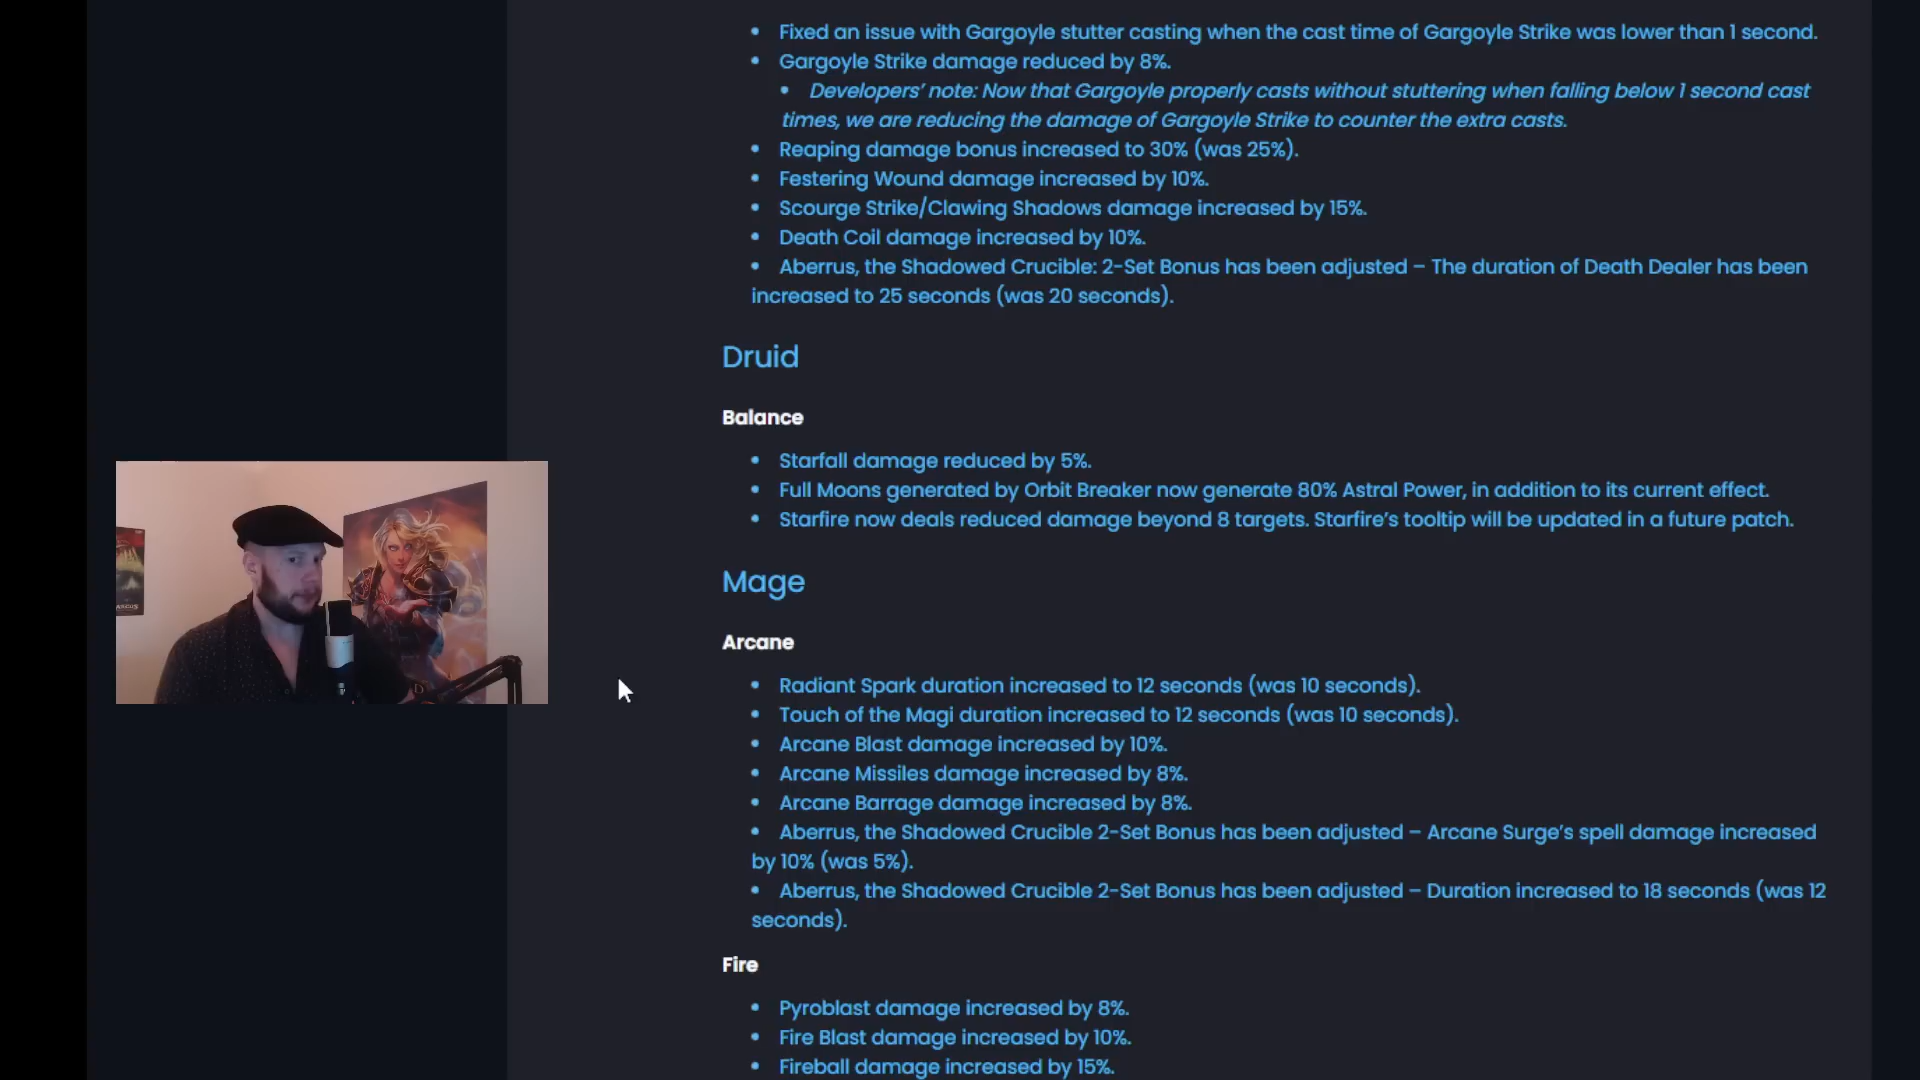 • Fixed an issue with Gargoyle stutter casting when the cast time of Gargoyle Strike was lower than 1 second.
• Gargoyle Strike damage reduced by 8%.
• Developers’ note: Now that Gargoyle properly casts without stuttering when falling below 1 second cast
times, we are reducing the damage of Gargoyle Strike to counter the extra casts.
• Reaping damage bonus increased to 30% (was 25%).
• Festering Wound damage increased by 10%.
• Scourge Strike/Clawing Shadows damage increased by 15%.
• Death Coil damage increased by 10%.
• Aberrus, the Shadowed Crucible: 2-Set Bonus has been adjusted – The duration of Death Dealer has been
increased to 25 seconds (was 20 seconds).
Druid
Balance
• Starfall damage reduced by 5%.
• Full Moons generated by Orbit Breaker now generate 80% Astral Power, in addition to its current effect.
• Starfire now deals reduced damage beyond 8 targets. Starfire’s tooltip will be updated in a future patch.
Mage
Arcane
• Radiant Spark duration increased to 12 seconds (was 10 seconds).
• Touch of the Magi duration increased to 12 seconds (was 10 seconds).
• Arcane Blast damage increased by 10%.
• Arcane Missiles damage increased by 8%.
• Arcane Barrage damage increased by 8%.
• Aberrus, the Shadowed Crucible 2-Set Bonus has been adjusted – Arcane Surge’s spell damage increased
by 10% (was 5%).
• Aberrus, the Shadowed Crucible 2-Set Bonus has been adjusted – Duration increased to 18 seconds (was 12
seconds).
Fire
• Pyroblast damage increased by 8%.
• Fire Blast damage increased by 10%.
• Fireball damage increased by 15%.